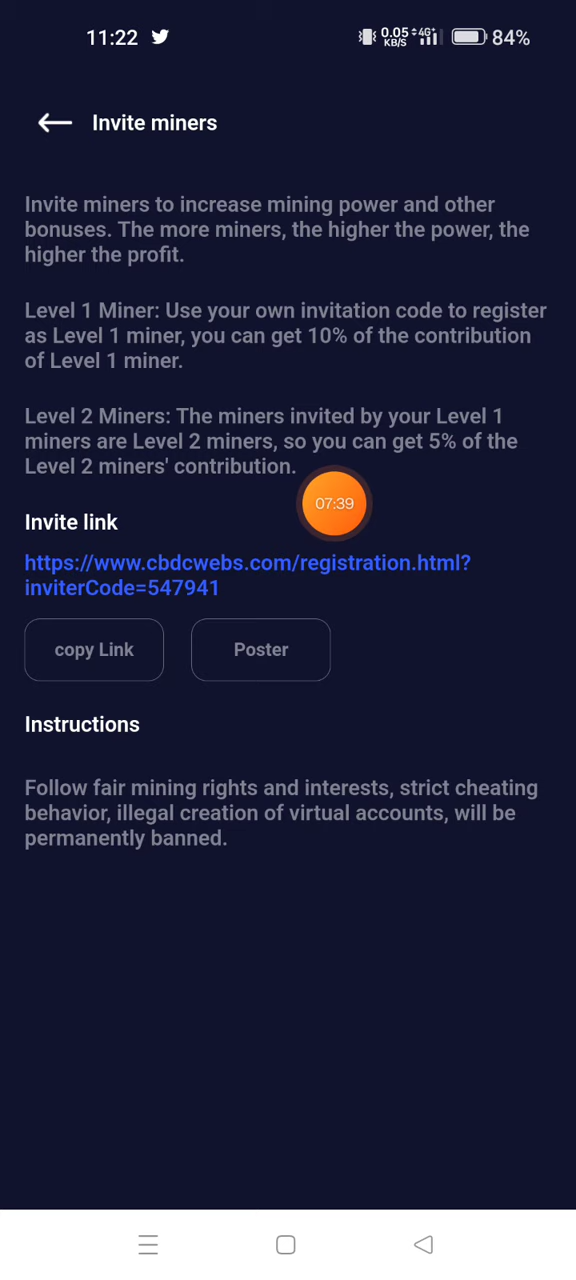 11:22
0.05 KB/S 4G+ 84%
Invite miners
Invite miners to increase mining power and other
bonuses. The more miners, the higher the power, the
higher the profit.
Level 1 Miner: Use your own invitation code to register
as Level 1 miner, you can get 10% of the contribution
of Level 1 miner.
Level 2 Miners: The miners invited by your Level 1
miners are Level 2 miners, so you can get 5% of the
Level 2 miners' contribution.
07:39
Invite link
https://www.cbdcwebs.com/registration.html?
inviterCode=547941
copy Link
Poster
Instructions
Follow fair mining rights and interests, strict cheating
behavior, illegal creation of virtual accounts, will be
permanently banned.